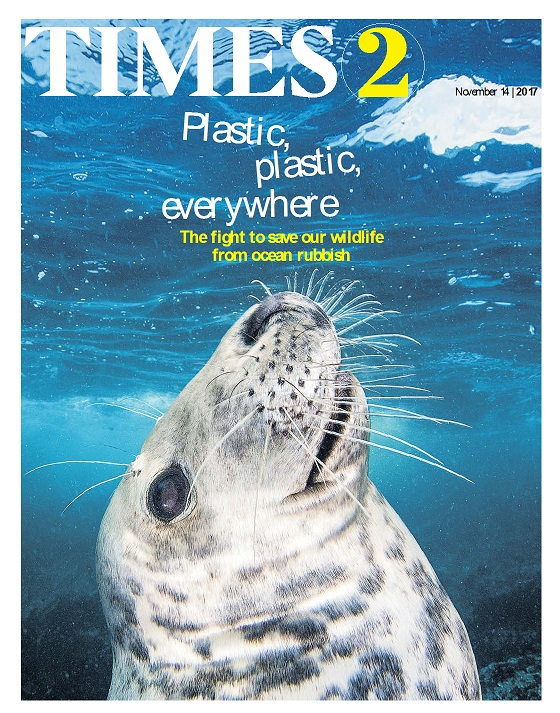 TIMES 2
November 14 | 2017
Plastic,
plastic,
everywhere
The fight to save our wildlife
from ocean rubbish